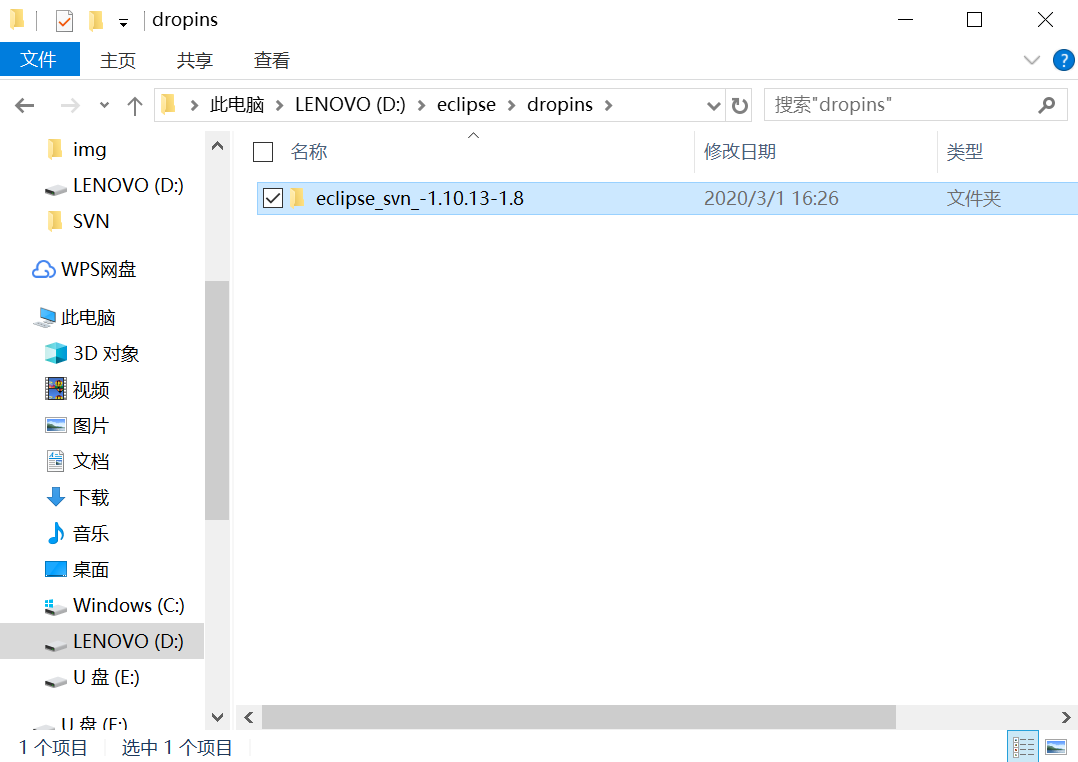 dropins
文件 主页 共享 查看
此电脑 LENOVO (D:) eclipse dropins 搜索"dropins"
名称 修改日期 类型
eclipse_svn_-1.10.13-1.8 2020/3/1 16:26 文件夹
img
LENOVO (D:)
SVN
WPS网盘
此电脑
3D 对象
视频
图片
文档
下载
音乐
桌面
Windows (C:)
LENOVO (D:)
U 盘 (E:)
U 盘 (F:)
1 个项目 选中 1 个项目